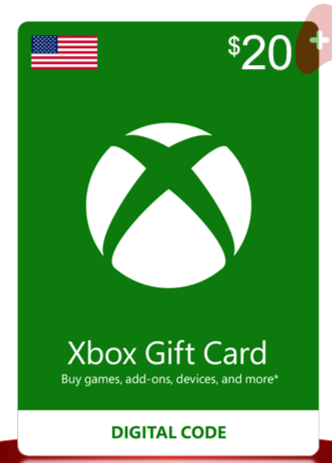 $20
Xbox Gift Card
Buy games, add-ons, devices, and more*
DIGITAL CODE